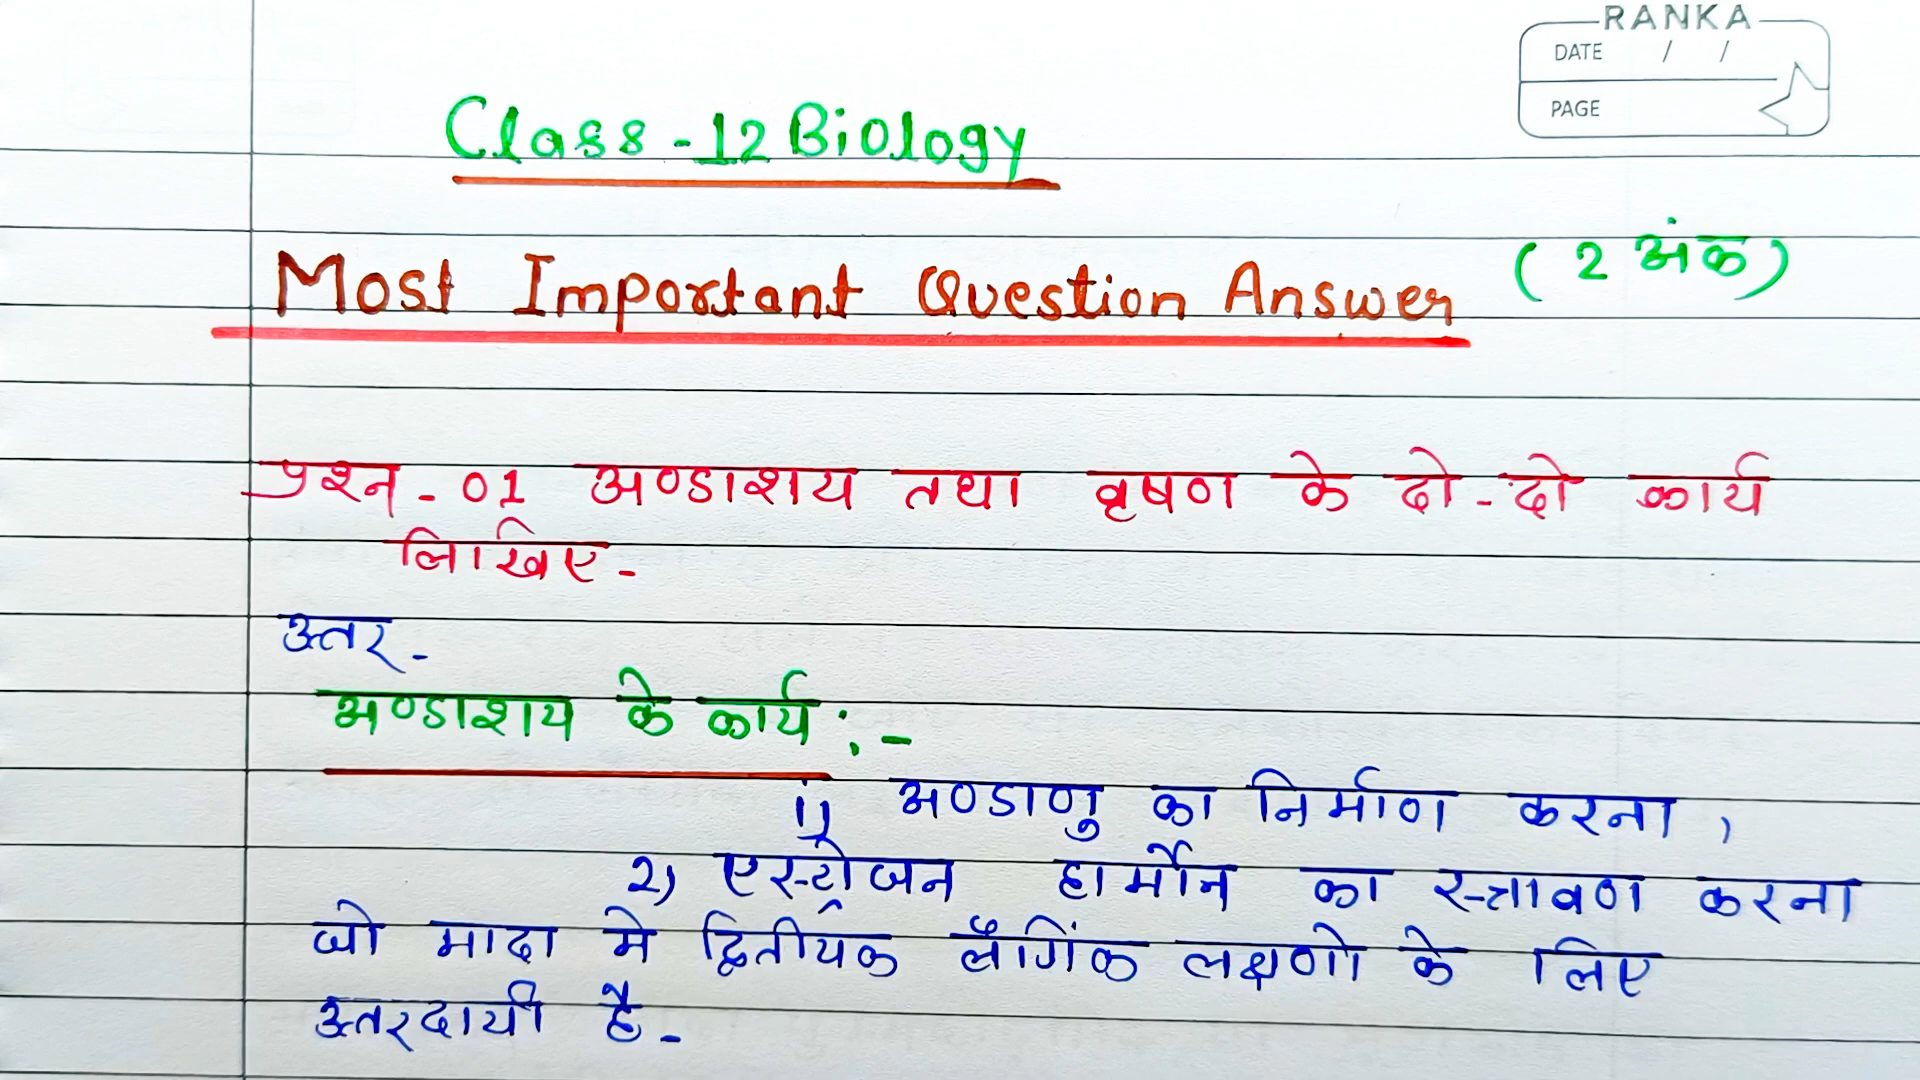 RANKA
DATE / /
PAGE
Class - 12 Biology
Most Important Question Answer (2 अंक)
प्रश्न - 01 अण्डाशय तथा वृषण के दो - दो कार्य
लिखिए -
उत्तर -
अण्डाशय के कार्य : -
1) अण्डाणु का निर्माण करना ,
2) एस्ट्रोजन हार्मोन का स्त्रावण करना
जो मादा मे द्वितीयक लैगिंक लक्षणो के लिए
उत्तरदायी है -